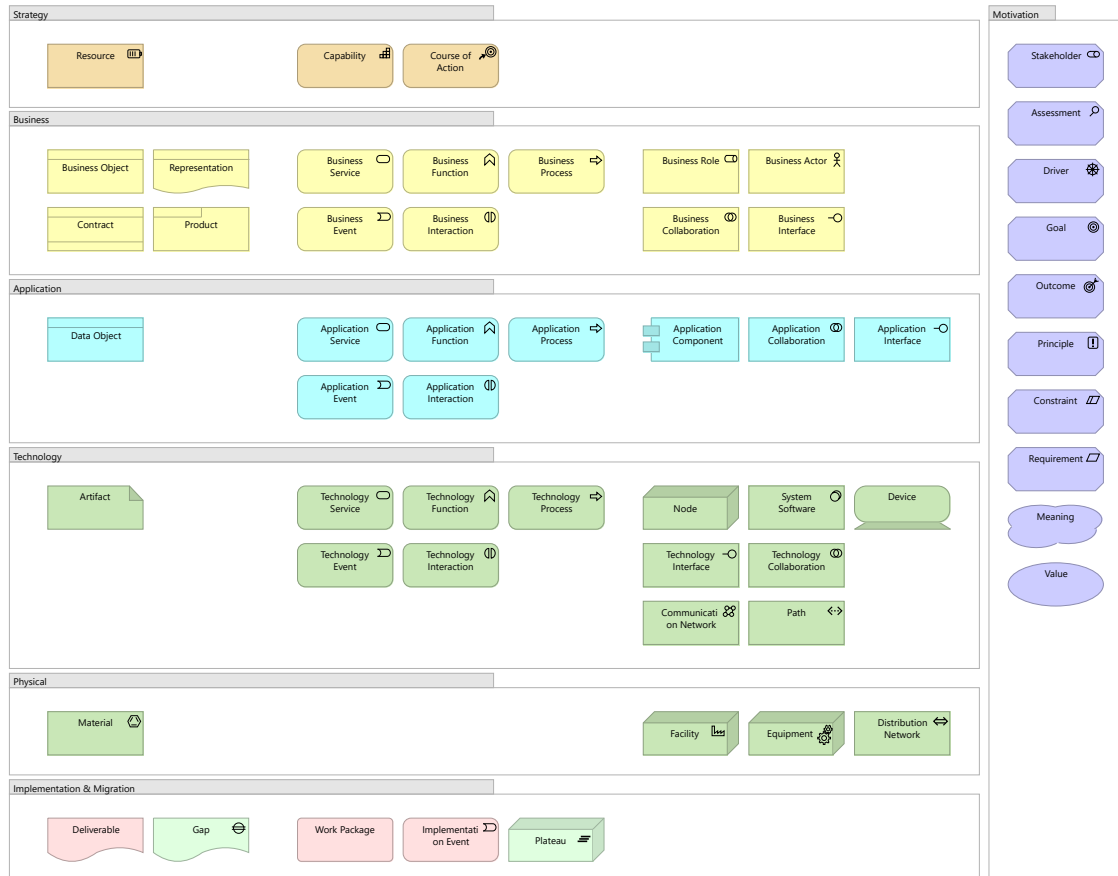 Strategy
Resource
Capability
Course of
Action
Business
Business Object
Representation
Business
Service
Business
Function
Business
Process
Business Role
Business Actor
Contract
Product
Business
Event
Business
Interaction
Business
Collaboration
Business
Interface
Application
Data Object
Application
Service
Application
Function
Application
Process
Application
Component
Application
Collaboration
Application
Interface
Application
Event
Application
Interaction
Technology
Artifact
Technology
Service
Technology
Function
Technology
Process
Node
System
Software
Device
Technology
Event
Technology
Interaction
Technology
Interface
Technology
Collaboration
Communicati
on Network
Path
Physical
Material
Facility
Equipment
Distribution
Network
Implementation & Migration
Deliverable
Gap
Work Package
Implementati
on Event
Plateau
Motivation
Stakeholder
Assessment
Driver
Goal
Outcome
Principle
Constraint
Requirement
Meaning
Value